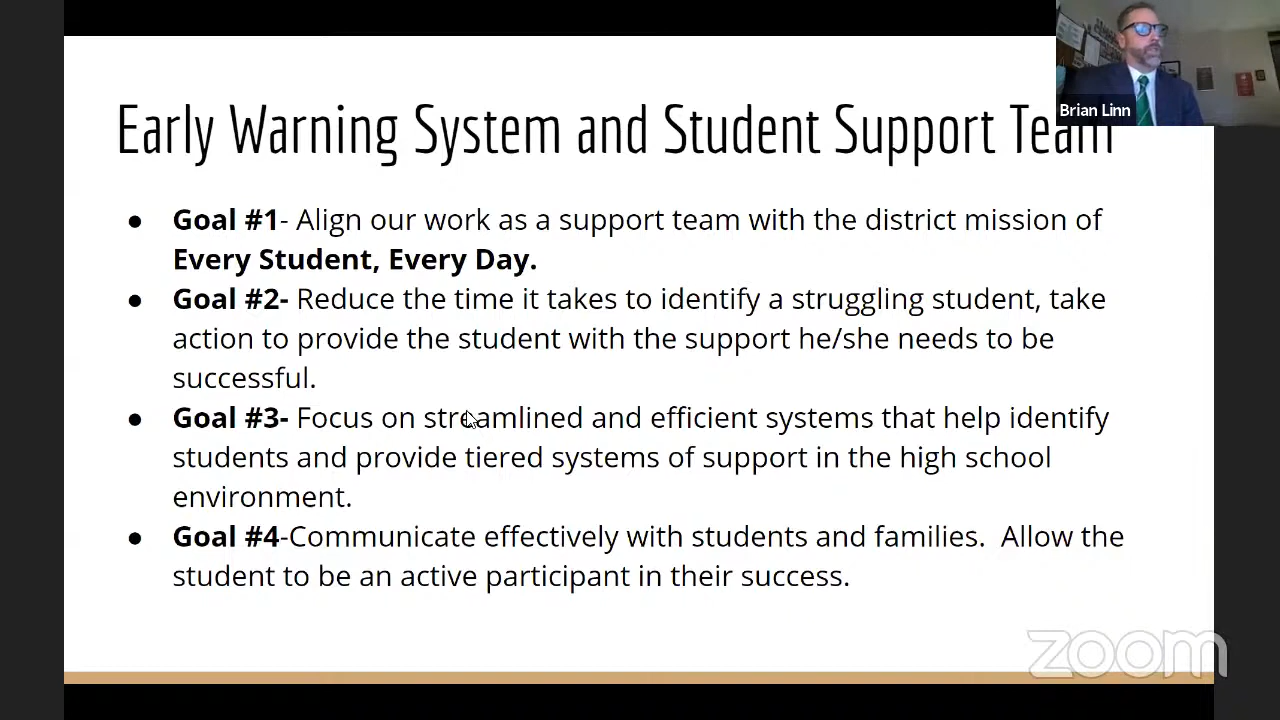 Early Warning System and Student Support Team
Brian Linn
● Goal #1- Align our work as a support team with the district mission of
Every Student, Every Day.
● Goal #2- Reduce the time it takes to identify a struggling student, take
action to provide the student with the support he/she needs to be
successful.
● Goal #3- Focus on streamlined and efficient systems that help identify
students and provide tiered systems of support in the high school
environment.
● Goal #4-Communicate effectively with students and families.  Allow the
student to be an active participant in their success.
zoom